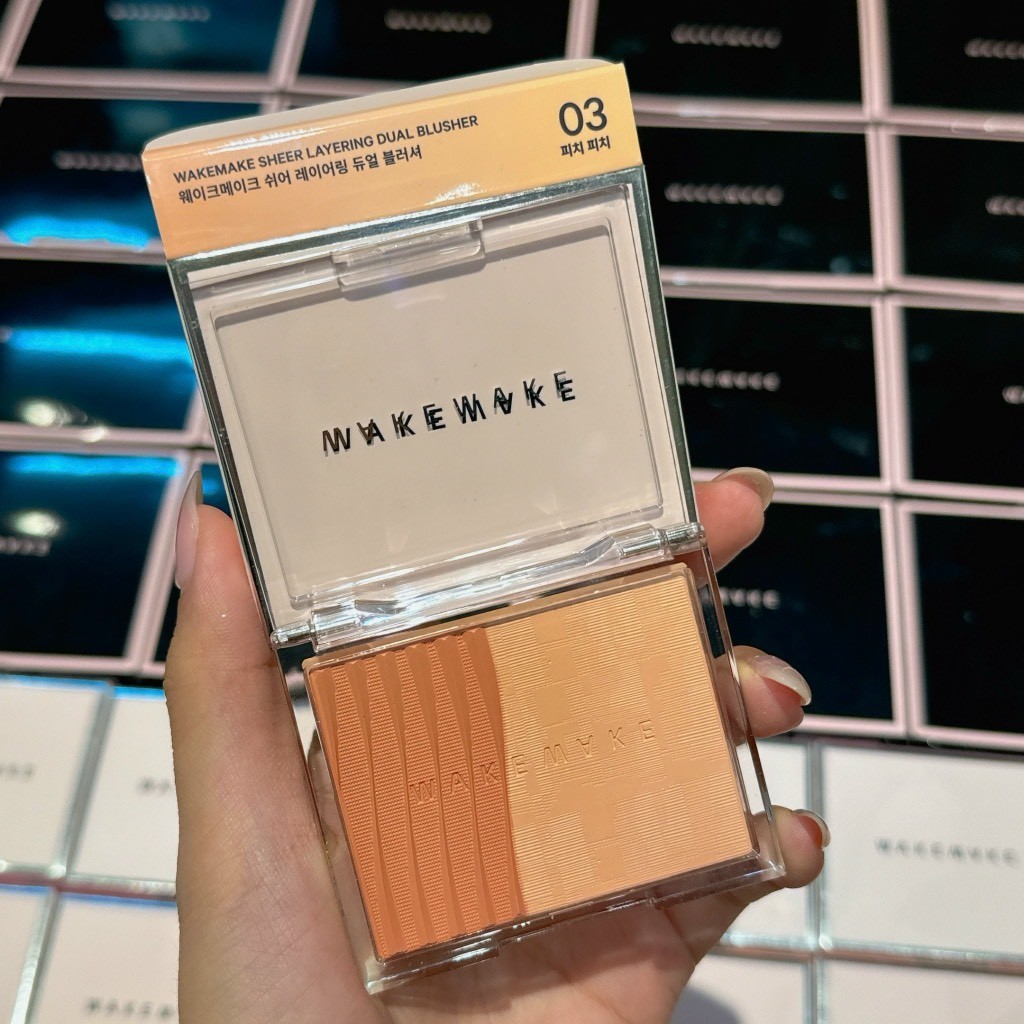 WAKEMAKE SHEER LAYERING DUAL BLUSHER
웨이크메이크 쉬어 레이어링 듀얼 블러셔
03
피치 피치
WAKEMAKE
WAKEMAKE